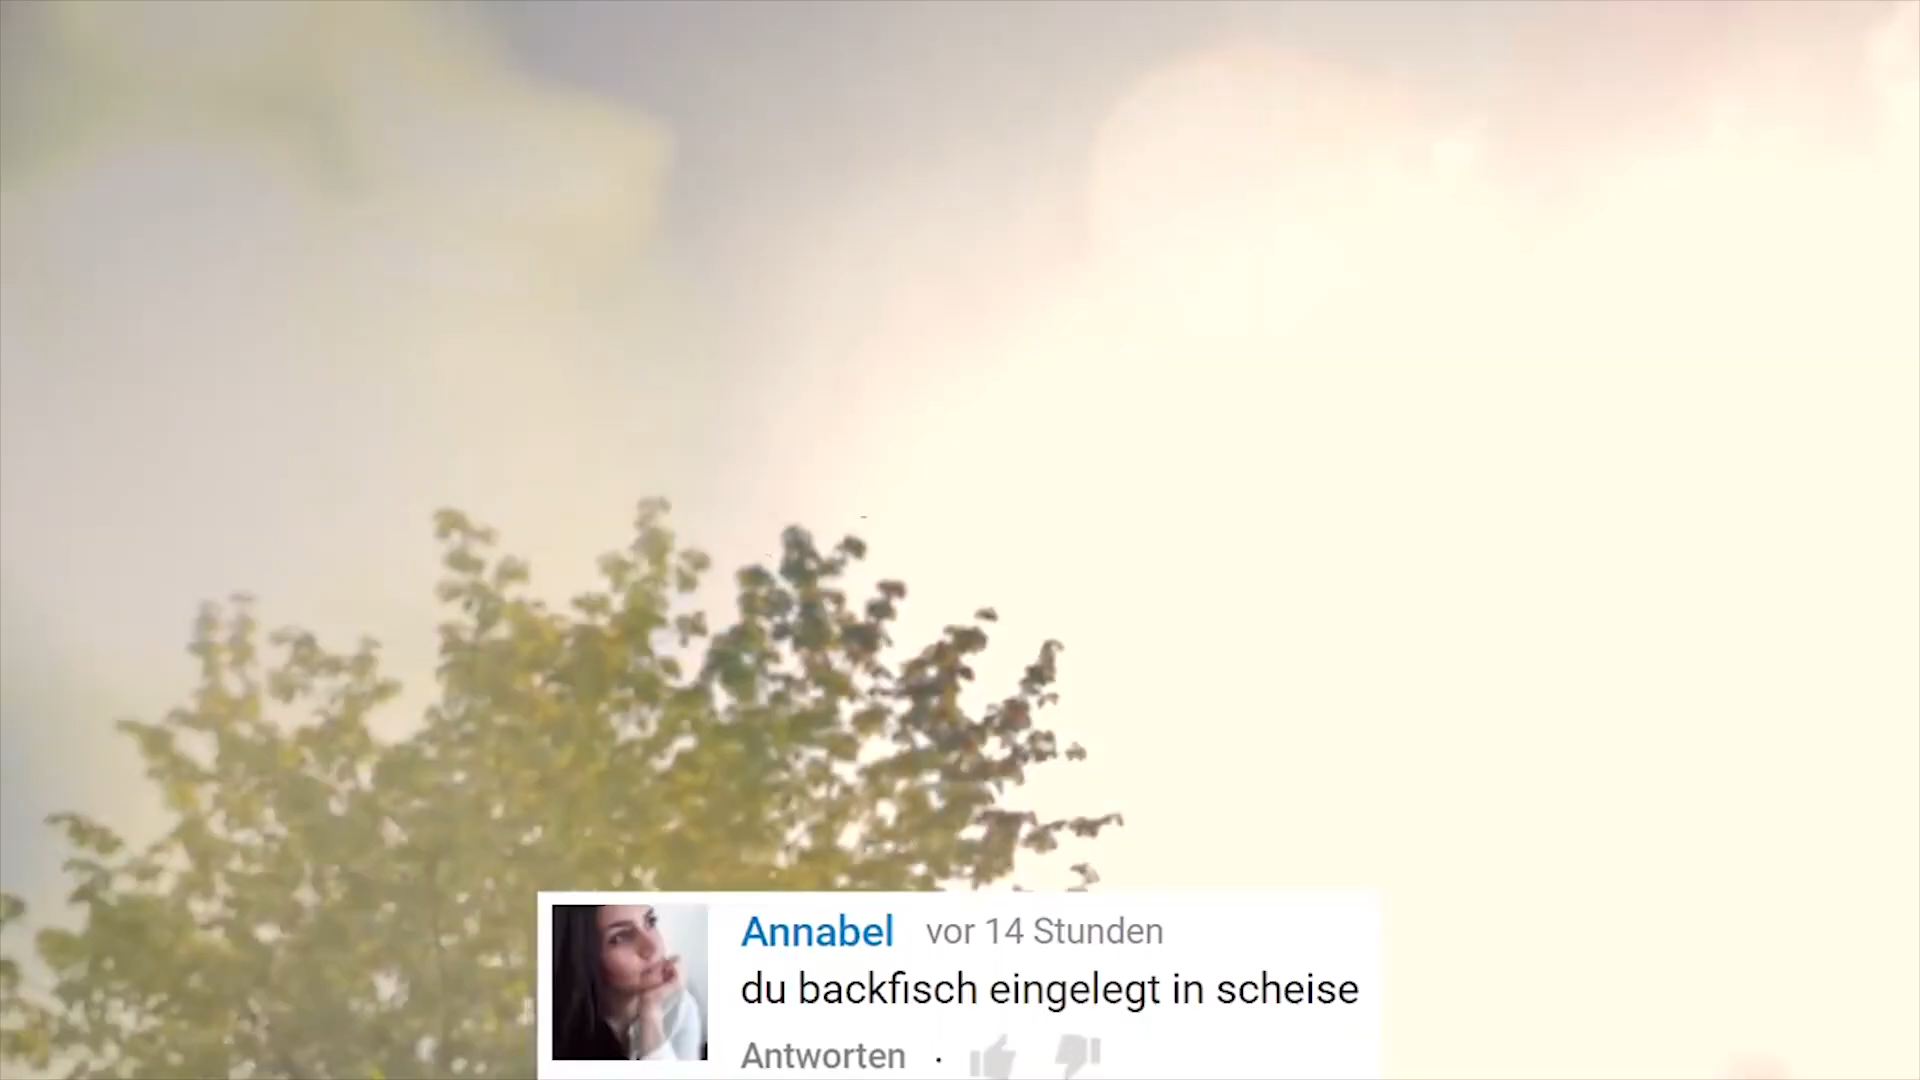 Annabel vor 14 Stunden
du backfisch eingelegt in scheise
Antworten ·